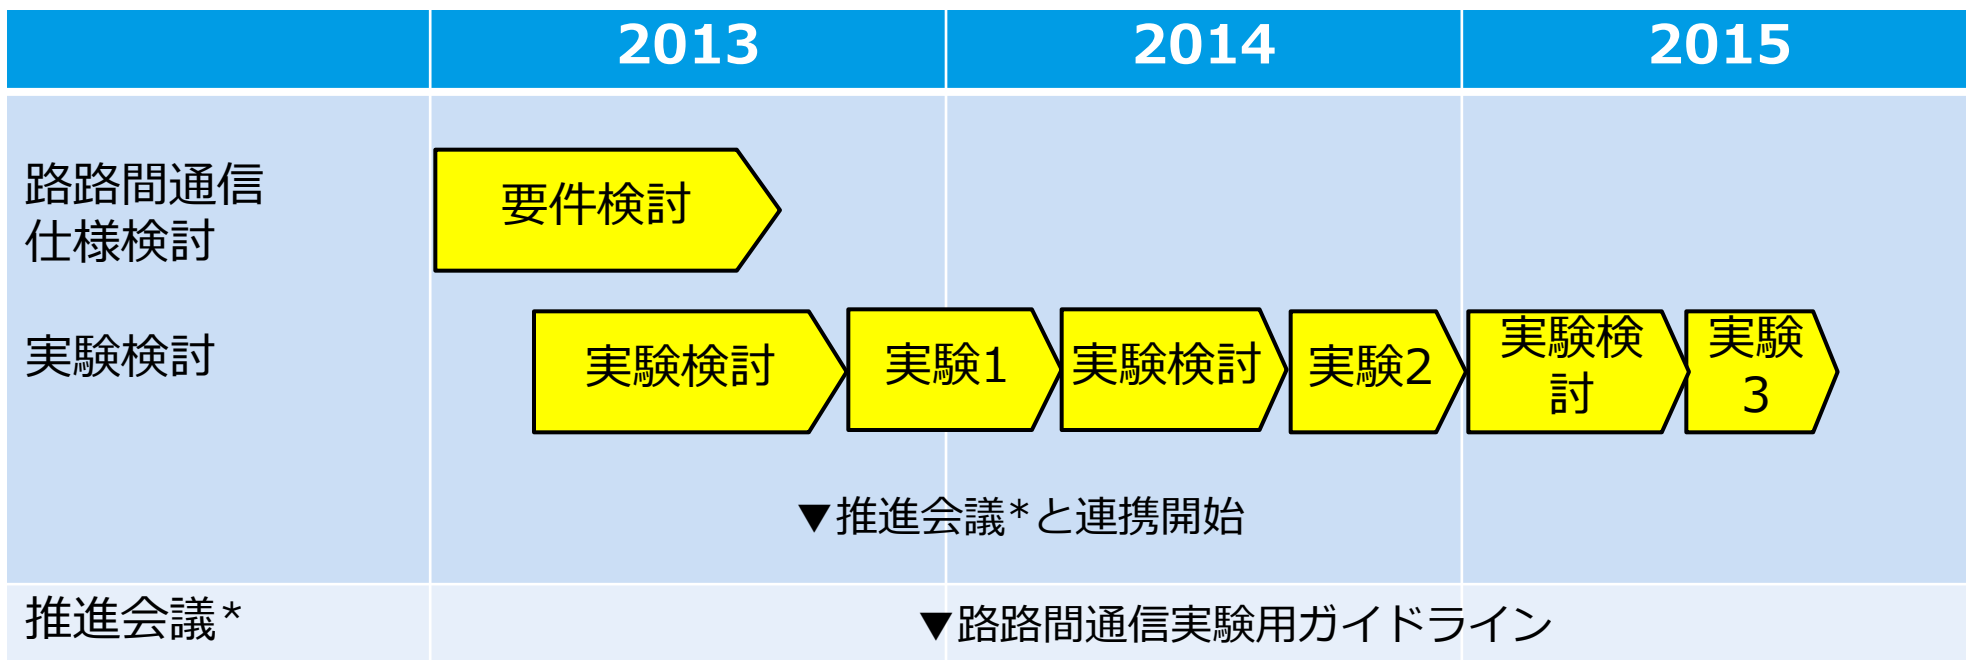 2013
2014
2015
路路間通信
仕様検討
要件検討
実験検討
実験検討
実験1
実験検討
実験2
実験検
討
実験
3
▼推進会議*と連携開始
推進会議*
▼路路間通信実験用ガイドライン